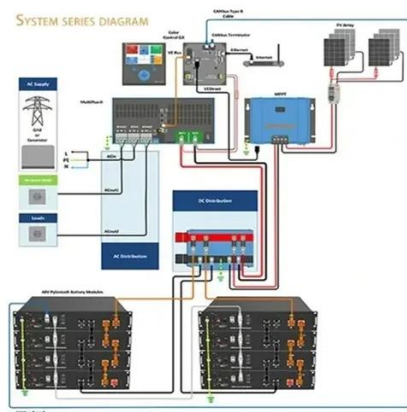 SYSTEM SERIES DIAGRAM
CANbus Type B
Cable
PV Array
Color
Control GX
CANbus Terminator
Ethernet
Internet
VE.Bus
AC Supply
MultiPlus-II
VE.Direct
MPPT
Grid
or
Generator
L
PE
N
ACin
ACout1
Loads
DC Distribution
ACout2
AC Distribution
48V Pylontech Battery Modules